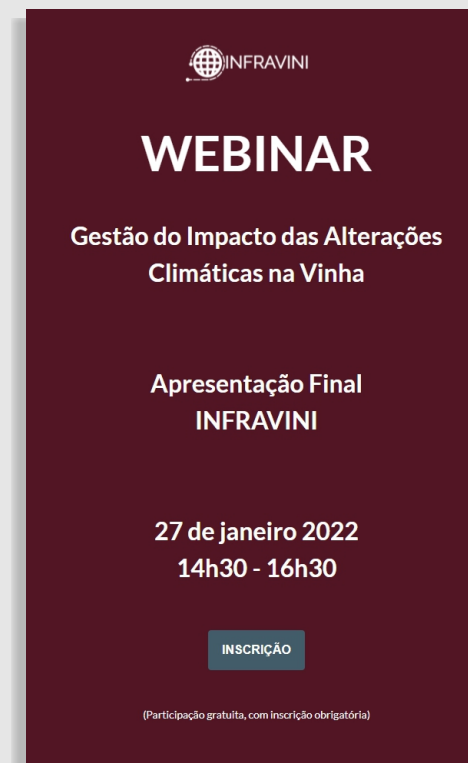 INFRAVINI
WEBINAR
Gestão do Impacto das Alterações
Climáticas na Vinha
Apresentação Final
INFRAVINI
27 de janeiro 2022
14h30 - 16h30
INSCRIÇÃO
(Participação gratuita, com inscrição obrigatória)